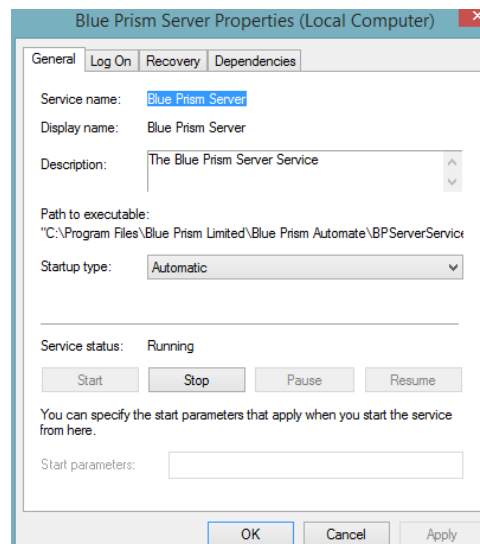 Blue Prism Server Properties (Local Computer)
General Log On Recovery Dependencies
Service name: Blue Prism Server
Display name: Blue Prism Server
Description: The Blue Prism Server Service
Path to executable:
"C:\Program Files\Blue Prism Limited\Blue Prism Automate\BPServerService
Startup type: Automatic
Service status: Running
Start Stop Pause Resume
You can specify the start parameters that apply when you start the service
from here.
Start parameters:
OK Cancel Apply